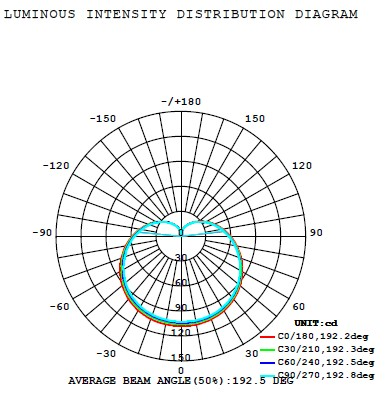 LUMINOUS INTENSITY DISTRIBUTION DIAGRAM
-/+180
-150 150
-120 120
-90 0 90
30
-60 60 60
90
UNIT:cd
120 C0/180,192.2deg
-30 30 C30/210,192.3deg
150 C60/240,192.5deg
0 C90/270,192.8deg
AVERAGE BEAM ANGLE(50%):192.5 DEG